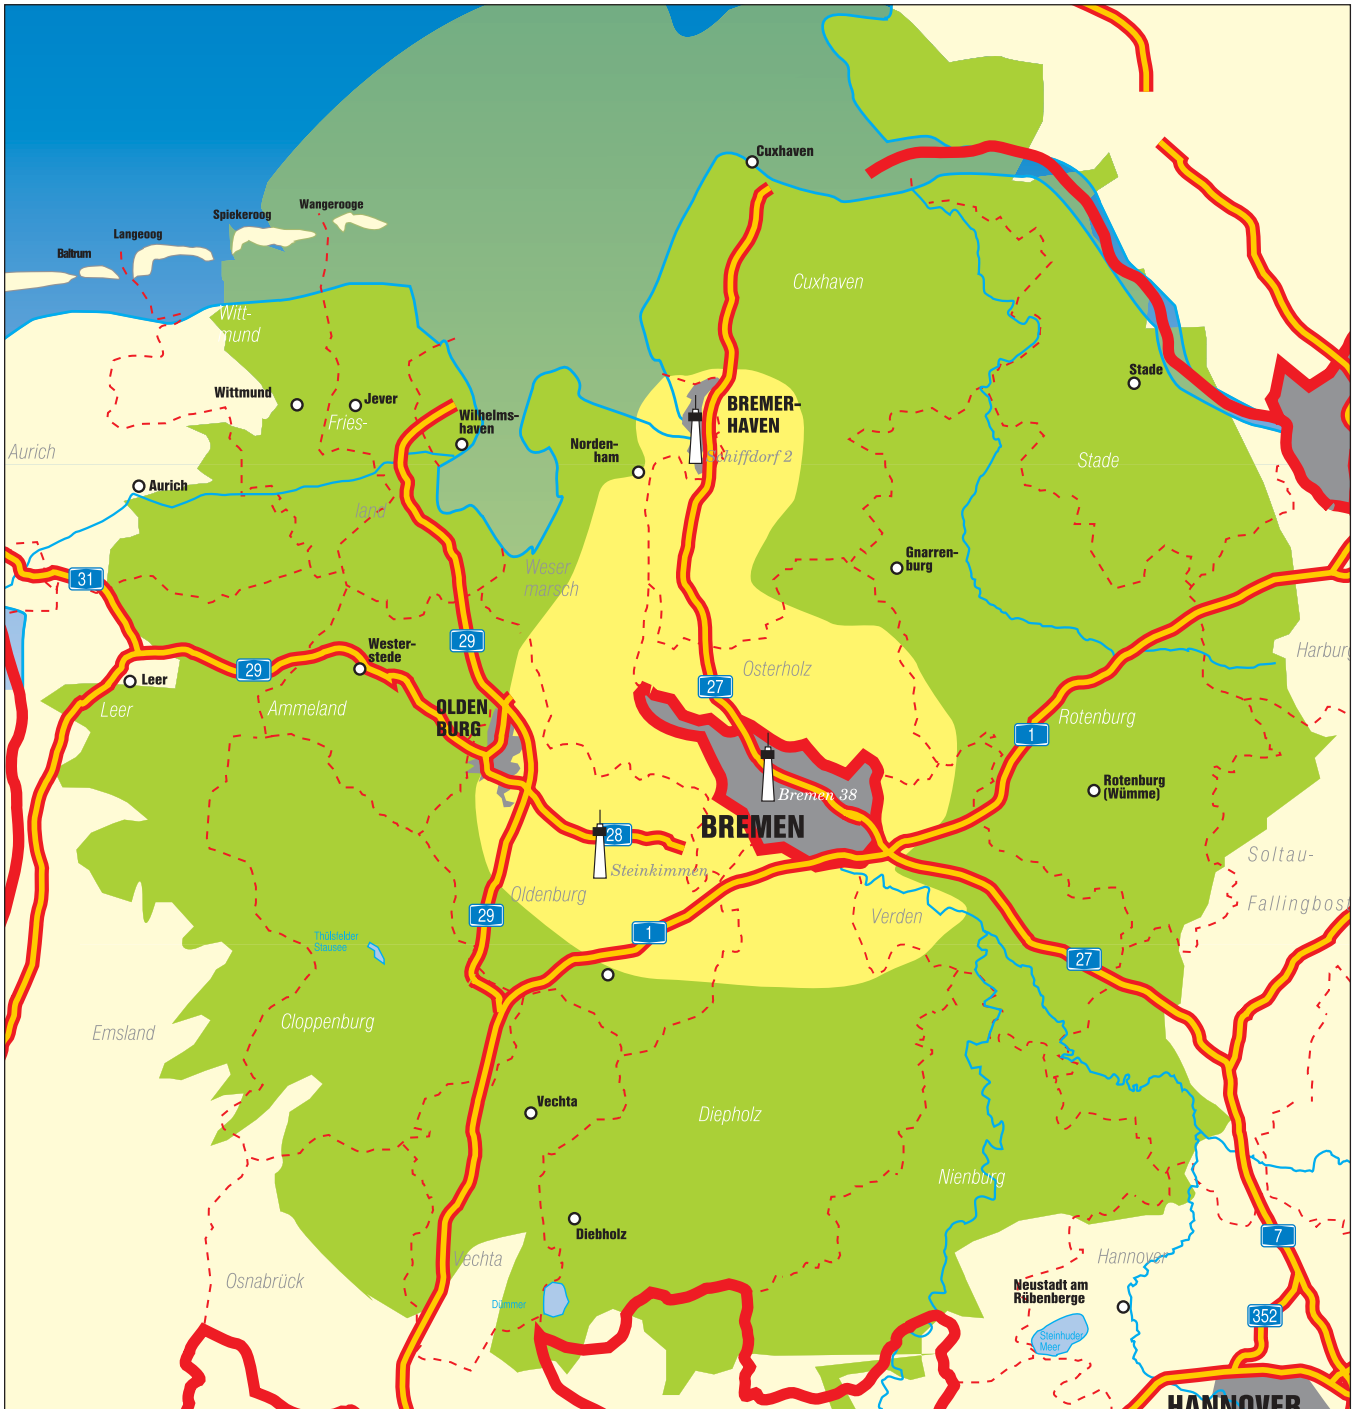 Cuxhaven
Wangerooge
Spiekeroog
Langeoog
Baltrum
Cuxhaven
Witt-
mund
Stade
Wittmund
Jever
Fries-
Wilhelms-
haven
BREMER-
HAVEN
Norden-
ham
Schiffdorf 2
Aurich
Stade
Aurich
land
Gnarren-
burg
Weser
marsch
31
29
Wester-
stede
Harburg
29
Osterholz
Leer
27
Leer
Ammeland
OLDEN
BURG
Rotenburg
1
Rotenburg
(Wümme)
Bremen 38
BREMEN
28
Steinkimmen
Soltau-
Oldenburg
Fallingbost
29
Verden
1
Thülsfelder
Stausee
27
Cloppenburg
Emsland
Vechta
Diepholz
Nienburg
Diebholz
7
Vechta
Hannover
Osnabrück
Neustadt am
Rübenberge
Dümmer
352
Steinhuder
Meer
HANNOVER